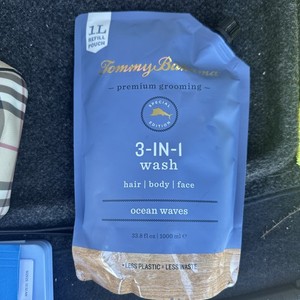 1L
REFILL
POUCH
Tommy Bahama
premium grooming
SPECIAL
EDITION
3-IN-1
wash
hair | body | face
ocean waves
33.8 fl oz / 1000 ml e
• LESS PLASTIC • LESS WASTE